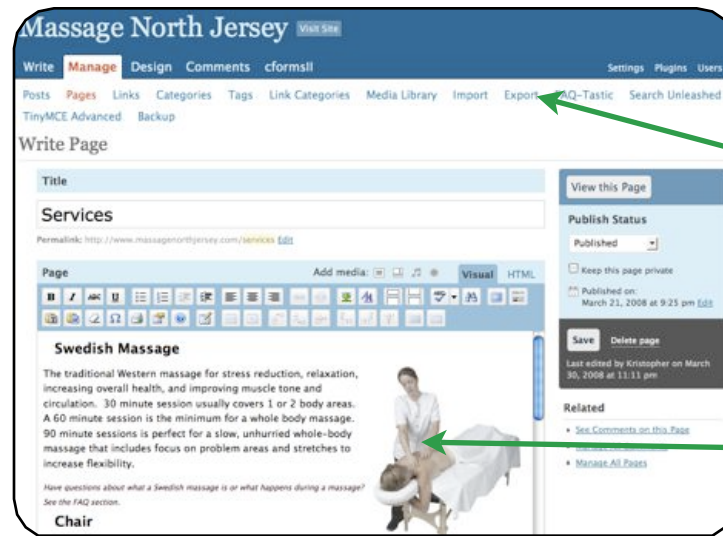 Massage North Jersey Visit Site
Write Manage Design Comments cformsII Settings Plugins Users
Posts Pages Links Categories Tags Link Categories Media Library Import Export FAQ-Tastic Search Unleashed
TinyMCE Advanced Backup
Write Page
Title
Services
Permalink: http://www.massagenorthjersey.com/services Edit
Page Add media: Visual HTML
Swedish Massage
The traditional Western massage for stress reduction, relaxation,
increasing overall health, and improving muscle tone and
circulation. 30 minute session usually covers 1 or 2 body areas.
A 60 minute session is the minimum for a whole body massage.
90 minute sessions is perfect for a slow, unhurried whole-body
massage that includes focus on problem areas and stretches to
increase flexibility.
Have questions about what a Swedish massage is or what happens during a massage?
See the FAQ section.
Chair
View this Page
Publish Status
Published
Keep this page private
Published on:
March 21, 2008 at 9:25 pm Edit
Save Delete page
Last edited by Kristopher on March
30, 2008 at 11:11 pm
Related
See Comments on this Page
Manage All Comments
Manage All Pages